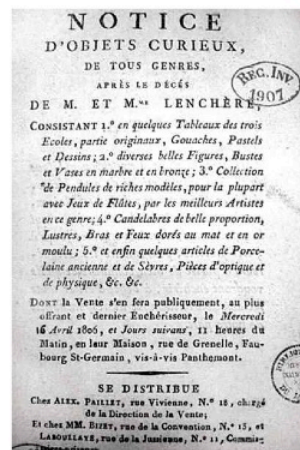 NOTICE
D'OBJETS CURIEUX,
DE TOUS GENRES,
APRÈS LE DÉCÉS
DE M. ET M.ME LENCHÈRE,
REC. INV
1907
CONSISTANT 1.º en quelques Tableaux des trois
Ecoles, partie originaux, Gouaches, Pastels
et Dessins; 2.º diverses belles Figures, Bustes
et Vases en marbre et en bronze; 3.º Collection
de Pendules de riches modèles, pour la plupart
avec Jeux de Flûtes, par les meilleurs Artistes
en ce genre; 4.º Candelabres de belle proportion,
Lustres, Bras et Feux dorés au mat et en or
moulu; 5.º et enfin quelques articles de Porce-
laine ancienne et de Sèvres, Pièces d'optique et
de physique, &c. &c.
DONT la Vente s'en fera publiquement, au plus
offrant et dernier Enchérisseur, le Mercredi
16 Avril 1806, et Jours suivans, 11 heures du
Matin, en leur Maison, rue de Grenelle, Fau-
bourg St-Germain, vis-à-vis Panthemont.
SE DISTRIBUE
Chez ALEX. PAILLET, rue Vivienne, N.º 18, chargé
de la Direction de la Vente;
Et chez MM. BIZET, rue de la Convention, N.º 15, et
LABOULLAYE, rue de la Jussienne, N.º 11, Commis-